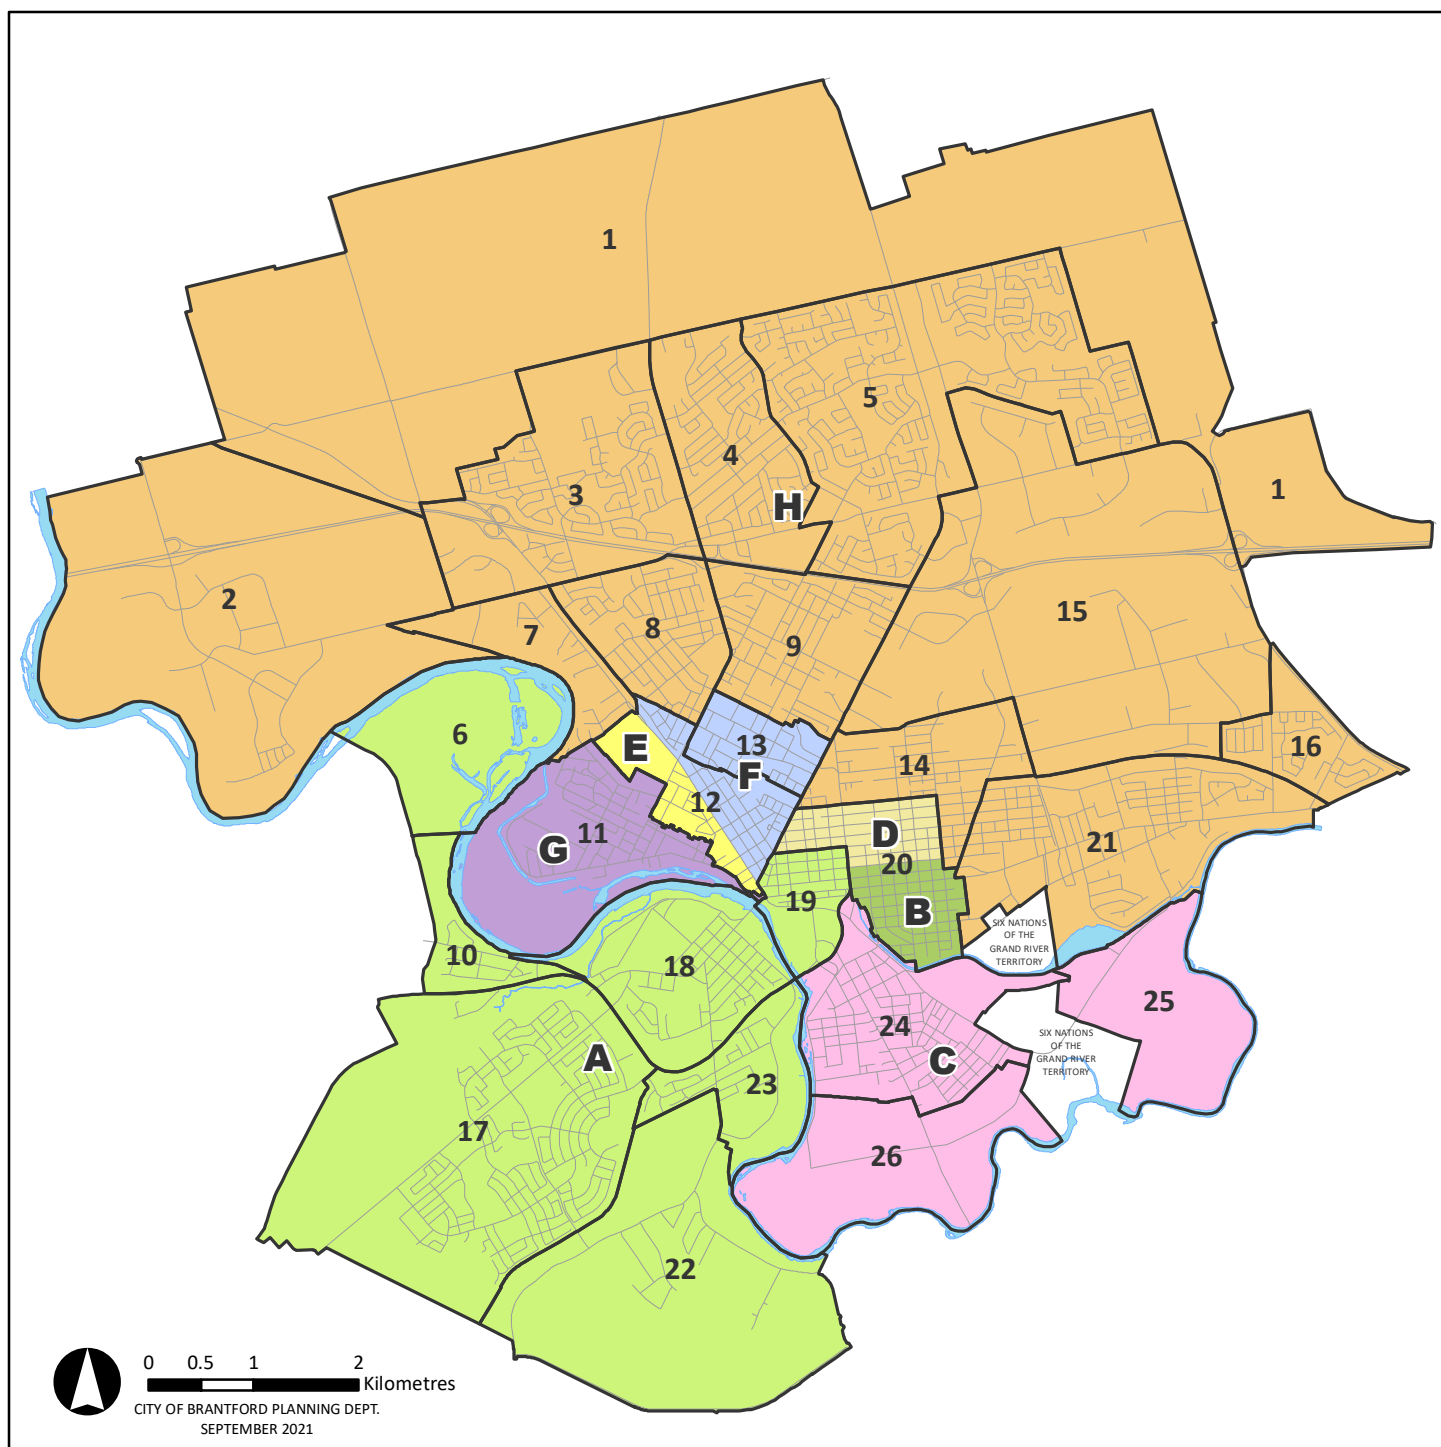 1
5
4
3
H
1
2
15
7
8
9
6
E
13
F
16
14
12
G
11
D
20
21
19
B
SIX NATIONS
OF THE
GRAND RIVER
TERRITORY
10
18
25
24
SIX NATIONS
OF THE
GRAND RIVER
TERRITORY
A
C
23
17
26
22
0 0.5 1 2
Kilometres
CITY OF BRANTFORD PLANNING DEPT.
SEPTEMBER 2021